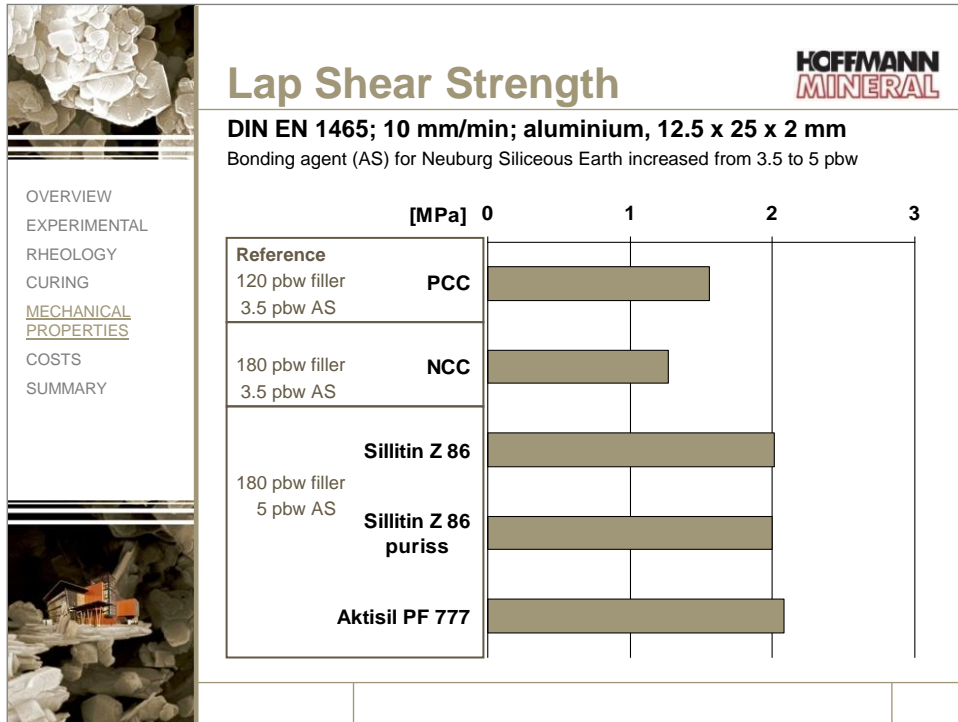 Lap Shear Strength
HOFFMANN
MINERAL
DIN EN 1465; 10 mm/min; aluminium, 12.5 x 25 x 2 mm
Bonding agent (AS) for Neuburg Siliceous Earth increased from 3.5 to 5 pbw
OVERVIEW
EXPERIMENTAL
RHEOLOGY
CURING
MECHANICAL
PROPERTIES
COSTS
SUMMARY
[MPa] 0 1 2 3
Reference
120 pbw filler
3.5 pbw AS
PCC
180 pbw filler
3.5 pbw AS
NCC
180 pbw filler
5 pbw AS
Sillitin Z 86
Sillitin Z 86
puriss
Aktisil PF 777